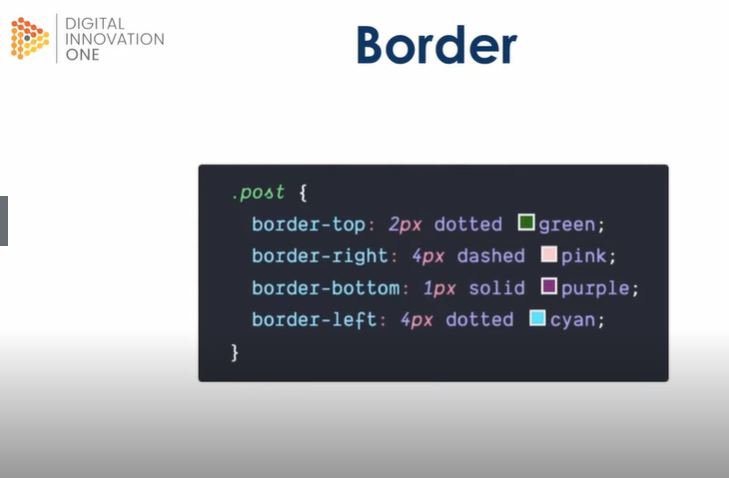 DIGITAL
INNOVATION
ONE
Border
.post {
border-top: 2px dotted green;
border-right: 4px dashed pink;
border-bottom: 1px solid purple;
border-left: 4px dotted cyan;
}